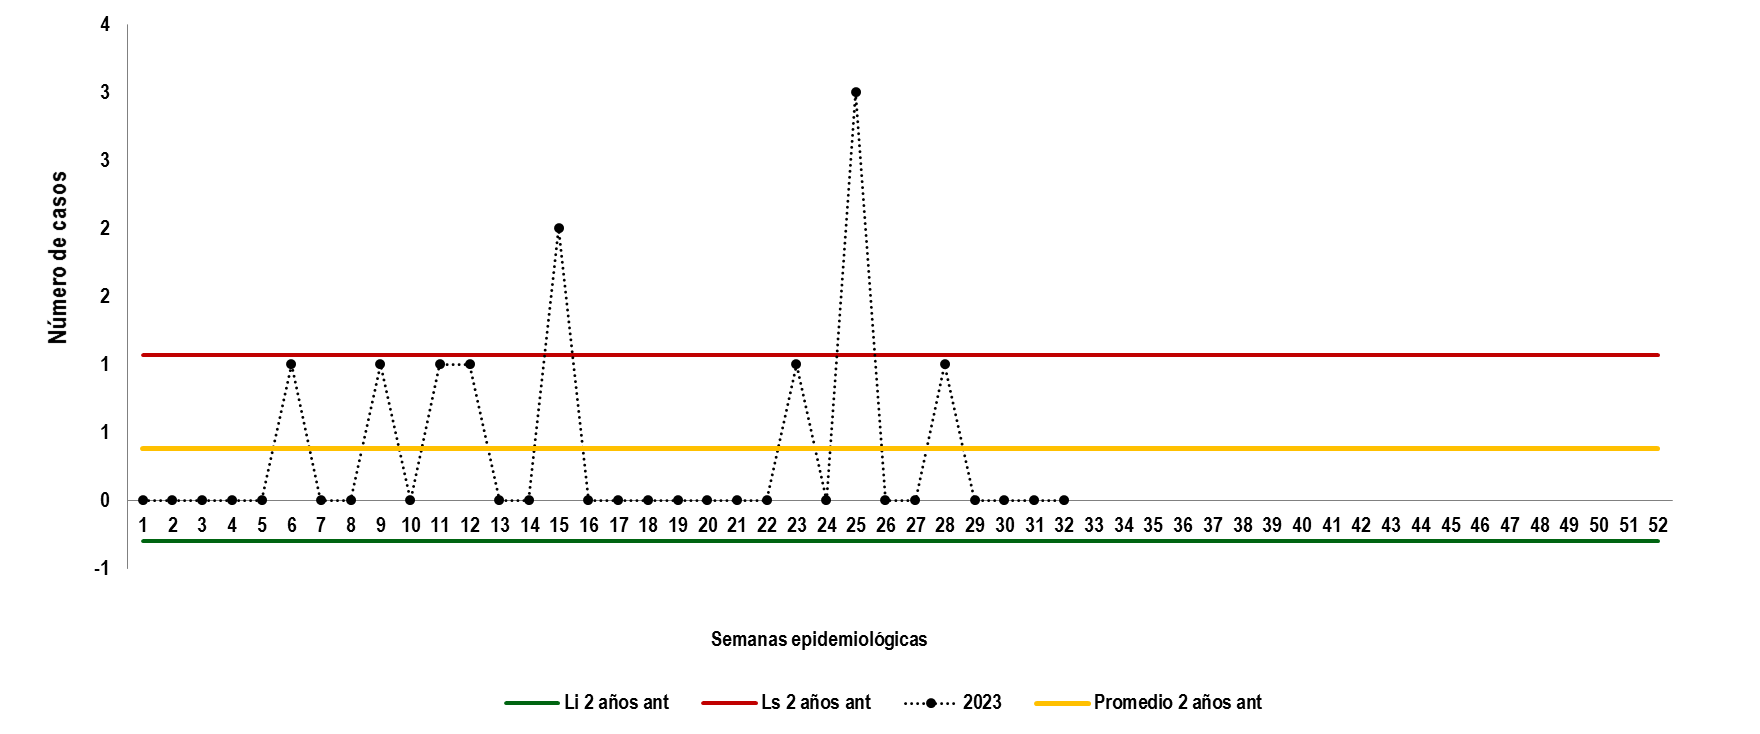 4
3
3
2
2
1
1
0
-1
Número de casos
1 2 3 4 5 6 7 8 9 10 11 12 13 14 15 16 17 18 19 20 21 22 23 24 25 26 27 28 29 30 31 32 33 34 35 36 37 38 39 40 41 42 43 44 45 46 47 48 49 50 51 52
Semanas epidemiológicas
Li 2 años ant Ls 2 años ant 2023 Promedio 2 años ant